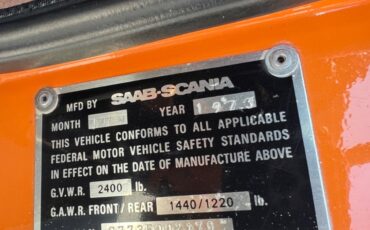 MFD BY SAAB-SCANIA
MONTH YEAR 1973
THIS VEHICLE CONFORMS TO ALL APPLICABLE
FEDERAL MOTOR VEHICLE SAFETY STANDARDS
IN EFFECT ON THE DATE OF MANUFACTURE ABOVE
G.V.W.R. 2400 lb.
G.A.W.R. FRONT / REAR 1440/1220 lb.